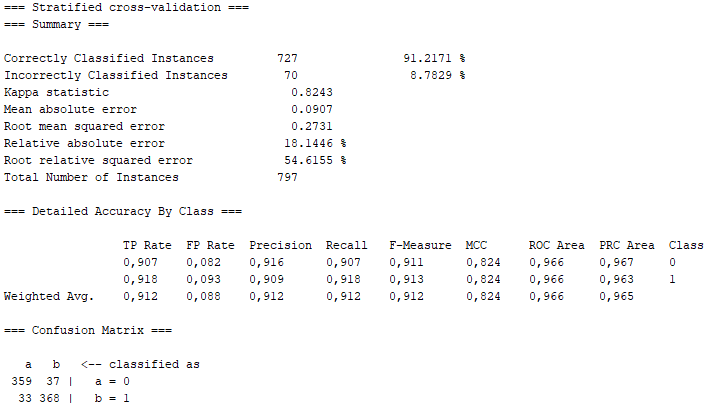 === Stratified cross-validation ===
=== Summary ===
Correctly Classified Instances 727 91.2171 %
Incorrectly Classified Instances 70 8.7829 %
Kappa statistic 0.8243
Mean absolute error 0.0907
Root mean squared error 0.2731
Relative absolute error 18.1446 %
Root relative squared error 54.6155 %
Total Number of Instances 797
=== Detailed Accuracy By Class ===
TP Rate FP Rate Precision Recall F-Measure MCC ROC Area PRC Area Class
0,907 0,082 0,916 0,907 0,911 0,824 0,966 0,967 0
0,918 0,093 0,909 0,918 0,913 0,824 0,966 0,963 1
Weighted Avg. 0,912 0,088 0,912 0,912 0,912 0,824 0,966 0,965
=== Confusion Matrix ===
a b <-- classified as
359 37 | a = 0
33 368 | b = 1